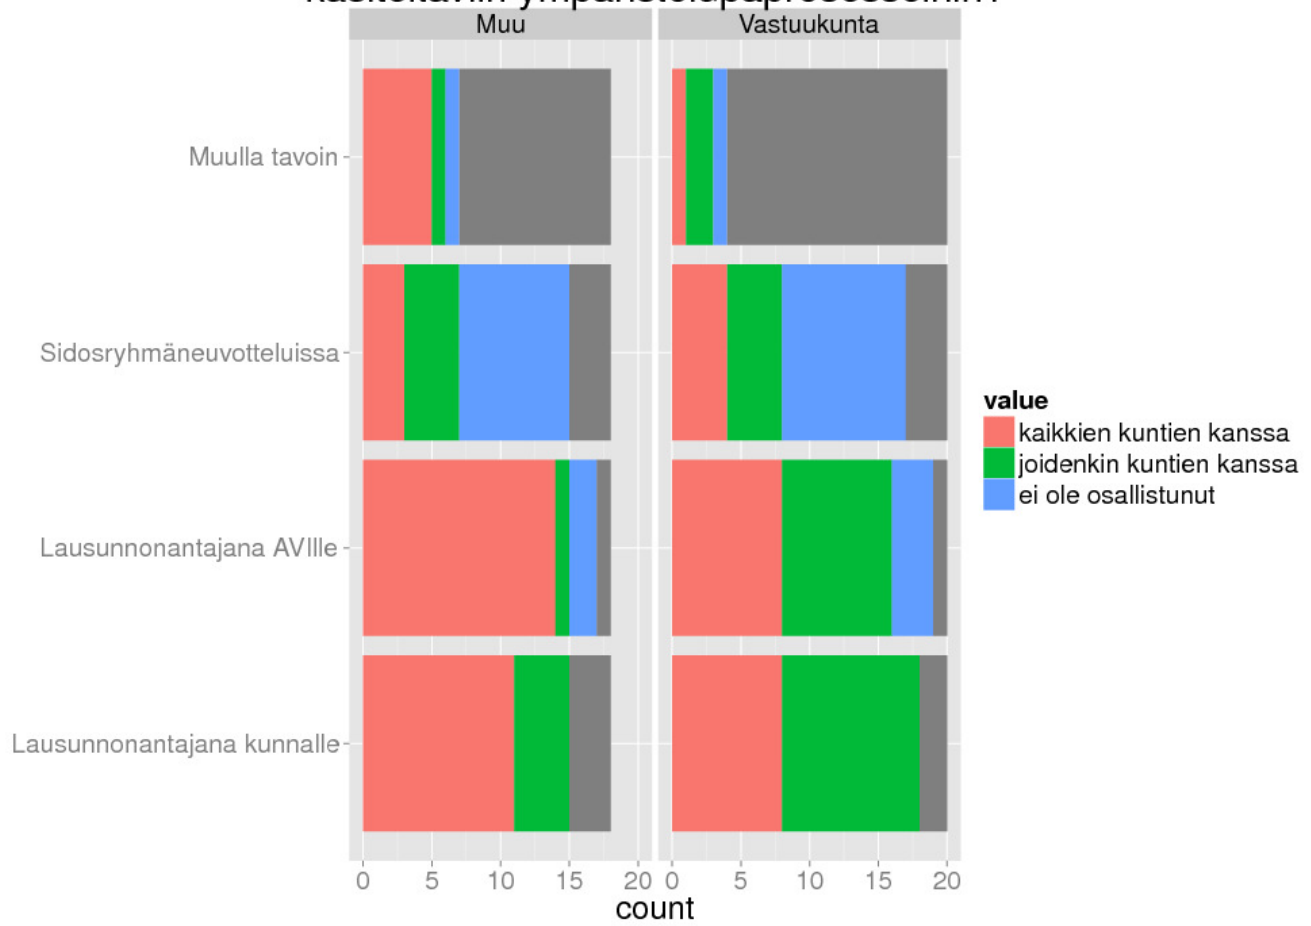 Muu
Vastuukunta
Muulla tavoin
Sidosryhmäneuvotteluissa
Lausunnonantajana AVIlle
Lausunnonantajana kunnalle
0 5 10 15 20 0 5 10 15 20
count
value
kaikkien kuntien kanssa
joidenkin kuntien kanssa
ei ole osallistunut